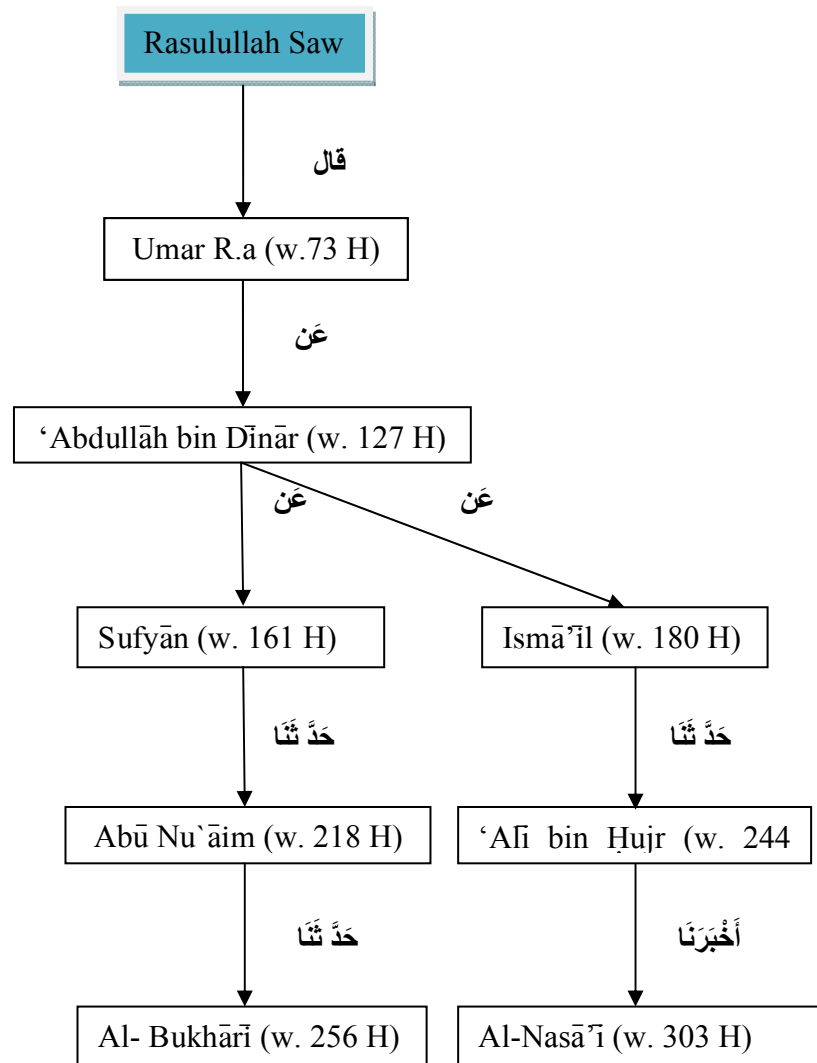 Rasulullah Saw
قال
Umar R.a (w.73 H)
عَن
‘Abdullāh bin Dīnār (w. 127 H)
عَن عَن
Sufyān (w. 161 H) Ismā’īl (w. 180 H)
حَدَّ ثَنَا حَدَّ ثَنَا
Abū Nu`āim (w. 218 H) ‘Alī bin Ḥujr (w. 244
حَدَّ ثَنَا أَخْبَرَنَا
Al- Bukhārī (w. 256 H) Al-Nasā’ī (w. 303 H)